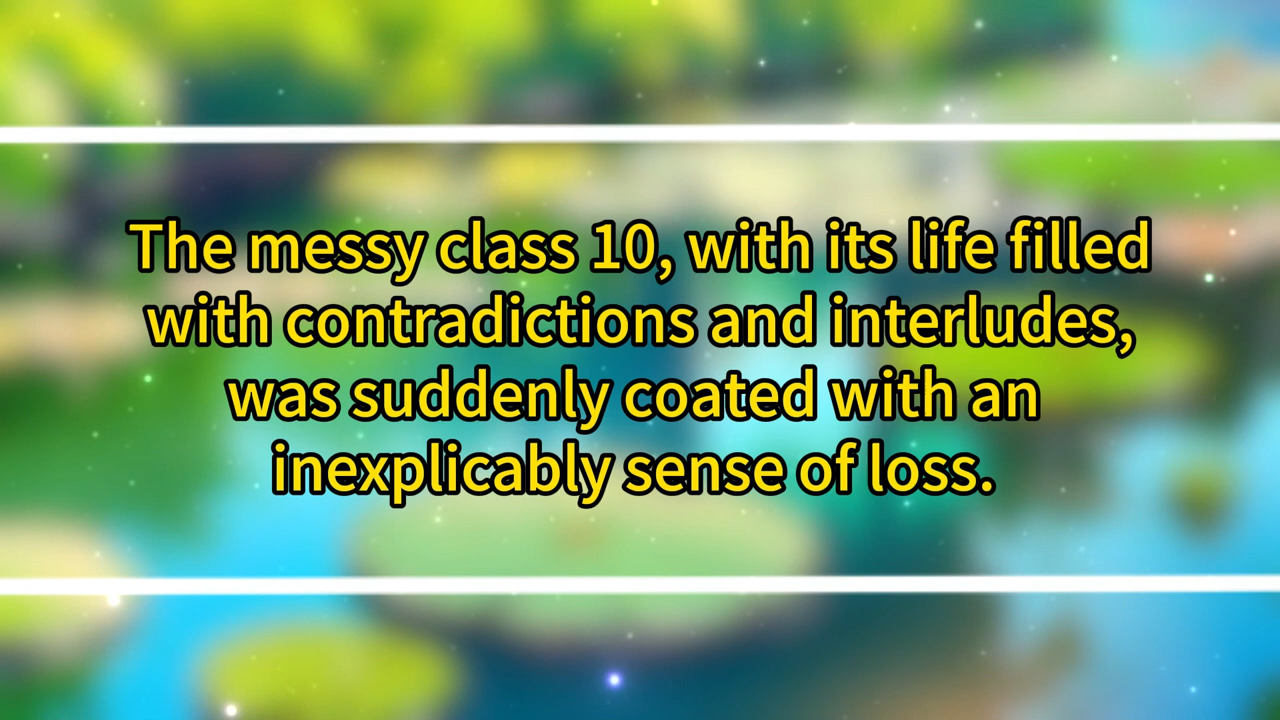 The messy class 10, with its life filled
with contradictions and interludes,
was suddenly coated with an
inexplicably sense of loss.